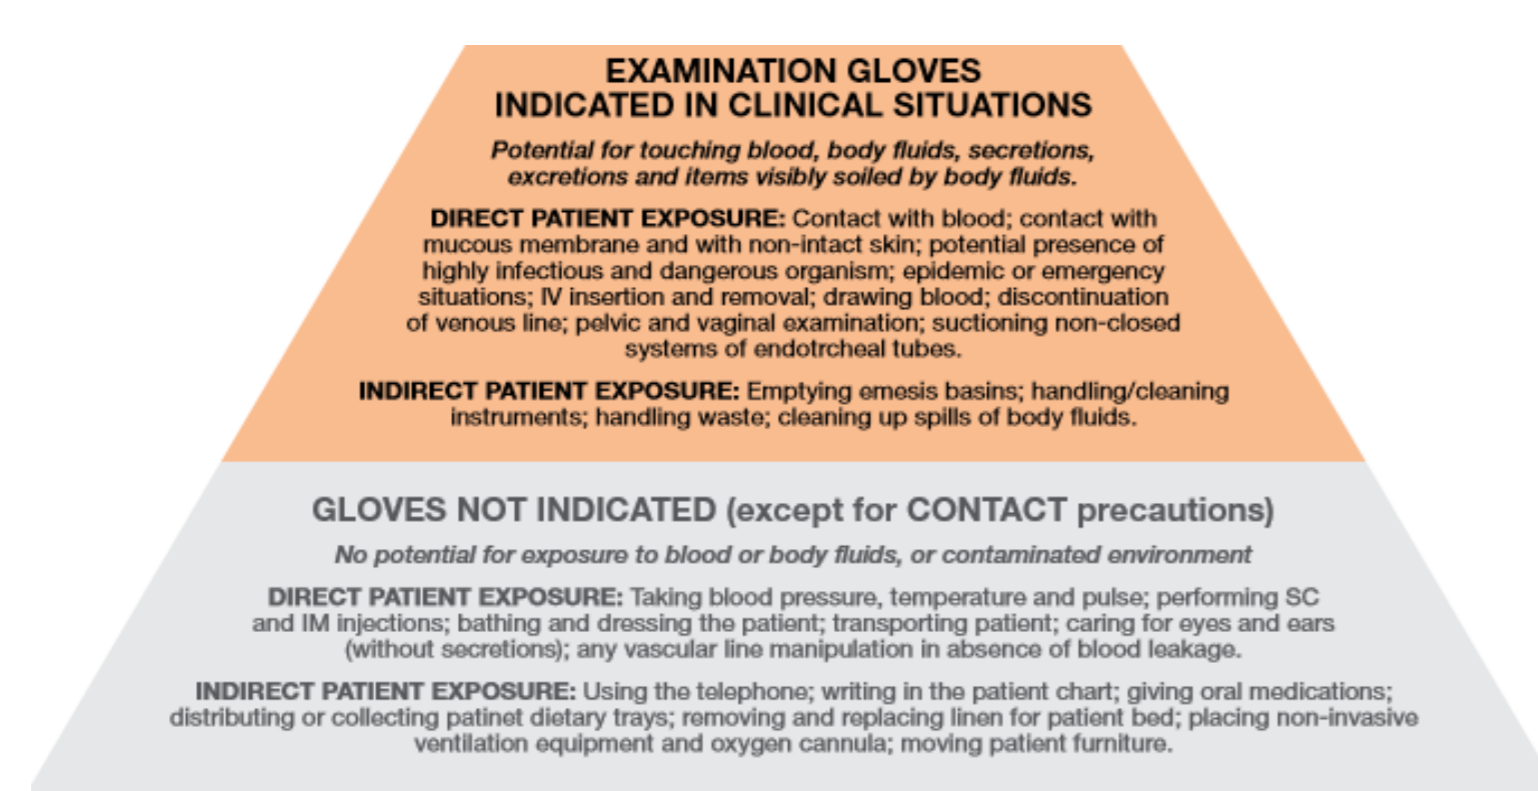 EXAMINATION GLOVES
INDICATED IN CLINICAL SITUATIONS
Potential for touching blood, body fluids, secretions,
excretions and items visibly soiled by body fluids.
DIRECT PATIENT EXPOSURE: Contact with blood; contact with
mucous membrane and with non-intact skin; potential presence of
highly infectious and dangerous organism; epidemic or emergency
situations; IV insertion and removal; drawing blood; discontinuation
of venous line; pelvic and vaginal examination; suctioning non-closed
systems of endotrcheal tubes.
INDIRECT PATIENT EXPOSURE: Emptying emesis basins; handling/cleaning
instruments; handling waste; cleaning up spills of body fluids.
GLOVES NOT INDICATED (except for CONTACT precautions)
No potential for exposure to blood or body fluids, or contaminated environment
DIRECT PATIENT EXPOSURE: Taking blood pressure, temperature and pulse; performing SC
and IM injections; bathing and dressing the patient; transporting patient; caring for eyes and ears
(without secretions); any vascular line manipulation in absence of blood leakage.
INDIRECT PATIENT EXPOSURE: Using the telephone; writing in the patient chart; giving oral medications;
distributing or collecting patinet dietary trays; removing and replacing linen for patient bed; placing non-invasive
ventilation equipment and oxygen cannula; moving patient furniture.